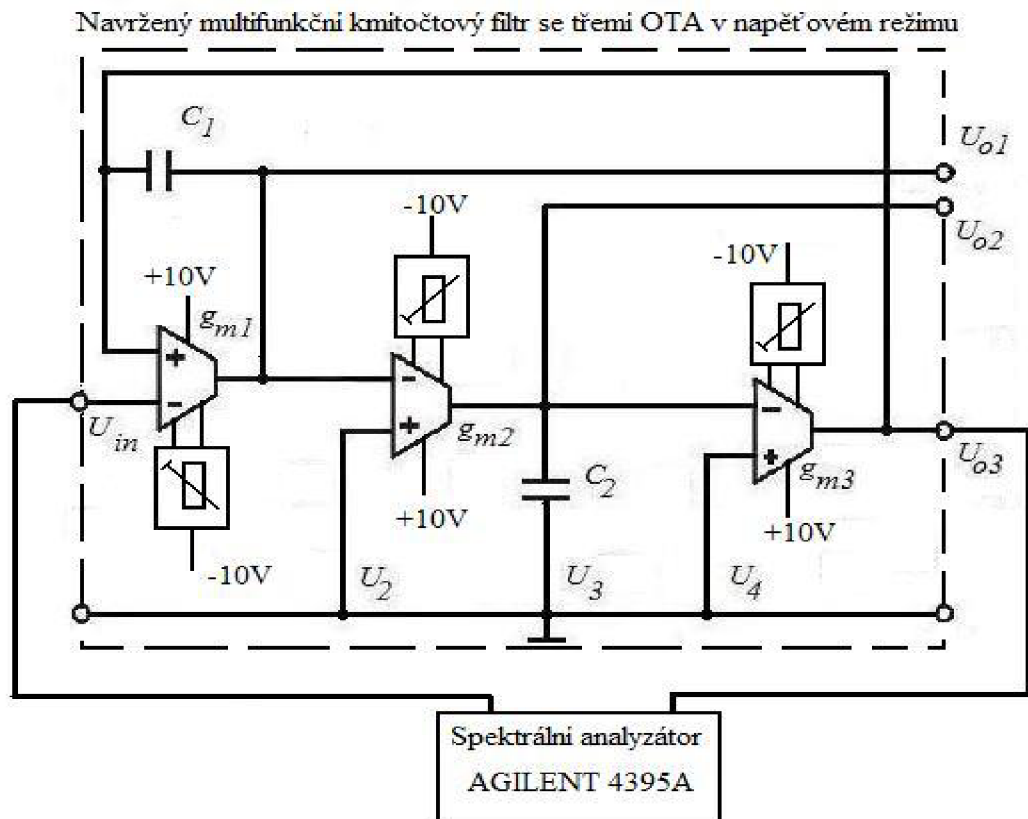 Navržený multifunkční kmitočtový filtr se třemi OTA v napěťovém režimu
C1
Uo1
-10V
Uo2
+10V
-10V
gm1
+
-
-
+
gm2
-
+
gm3
Uin
Uo3
C2
+10V
+10V
-10V
U2
U3
U4
Spektrální analyzátor
AGILENT 4395A